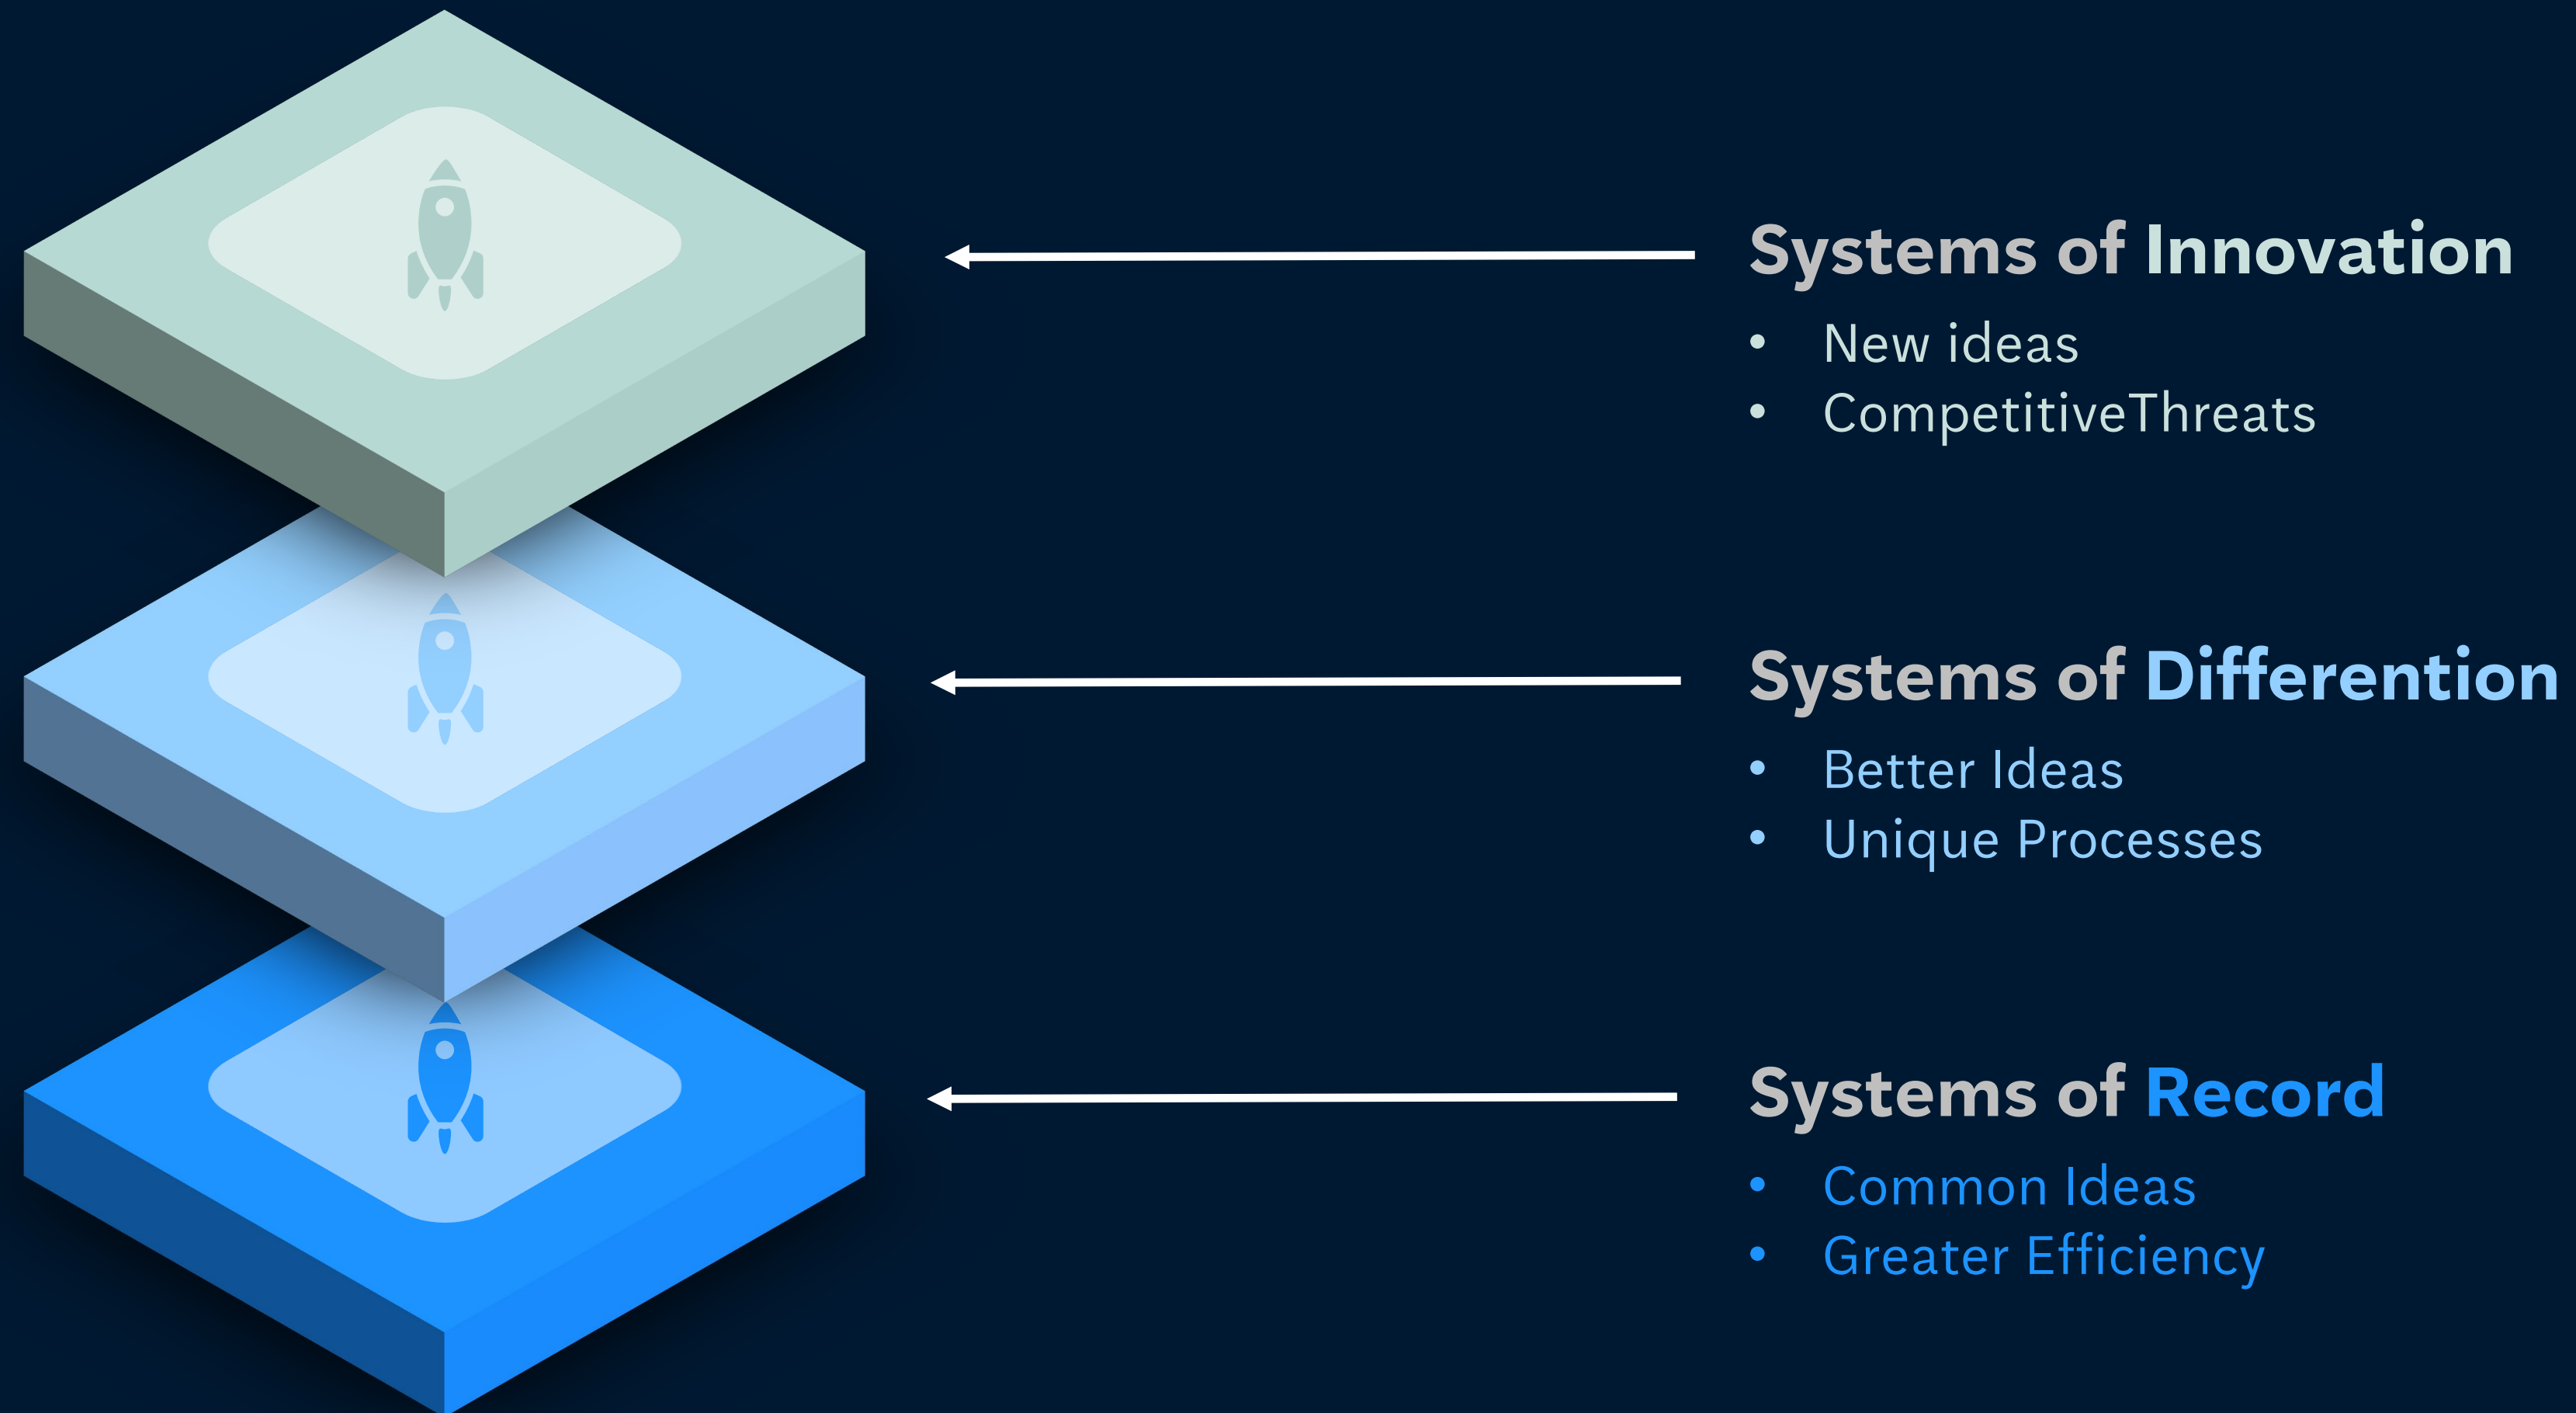 Systems of Innovation
• New ideas
• CompetitiveThreats
Systems of Differention
• Better Ideas
• Unique Processes
Systems of Record
• Common Ideas
• Greater Efficiency